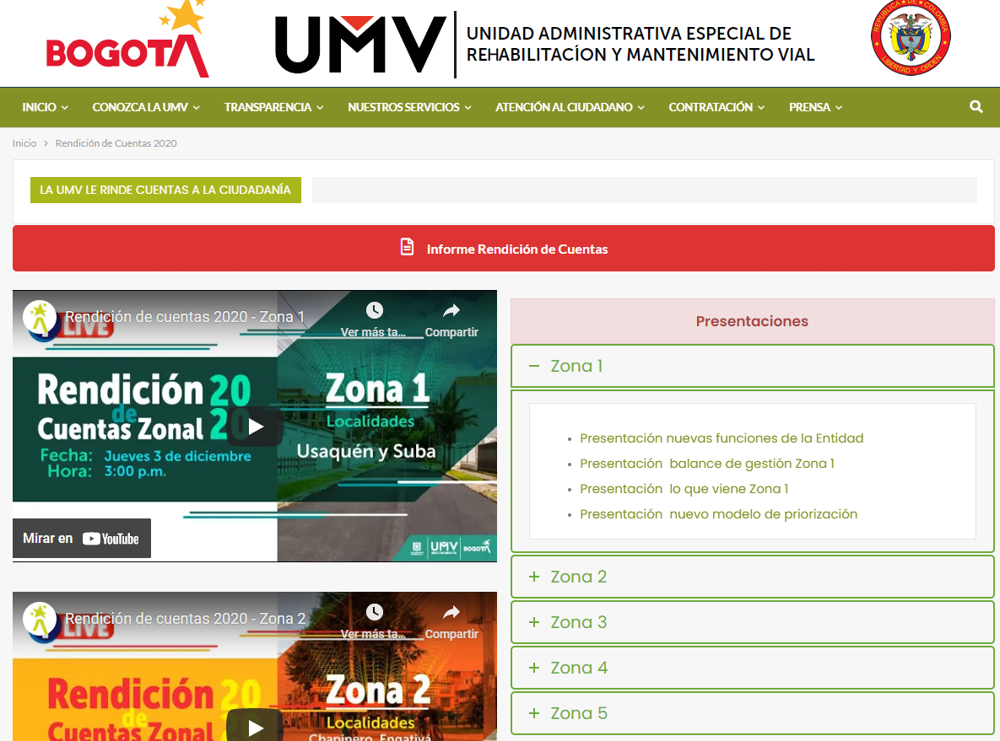 BOGOTÁ
UMV
UNIDAD ADMINISTRATIVA ESPECIAL DE
REHABILITACÍON Y MANTENIMIENTO VIAL
REPUBLICA DE COLOMBIA
LIBERTAD Y ORDEN
INICIO
CONOZCA LA UMV
TRANSPARENCIA
NUESTROS SERVICIOS
ATENCIÓN AL CIUDADANO
CONTRATACIÓN
PRENSA
Inicio > Rendición de Cuentas 2020
LA UMV LE RINDE CUENTAS A LA CIUDADANÍA
Informe Rendición de Cuentas
Rendición de cuentas 2020 - Zona 1
Ver más ta...
Compartir
LIVE
Rendición 20
de
Cuentas Zonal 2
Fecha: Jueves 3 de diciembre
Hora: 3:00 p.m.
Zona 1
Localidades
Usaquén y Suba
Mirar en YouTube
UMV
BOGOTÁ
Rendición de cuentas 2020 - Zona 2
Ver más ta...
Compartir
LIVE
Rendición 20
de
Cuentas Zonal
Zona 2
Localidades
Chapinero, Engativá
Presentaciones
− Zona 1
• Presentación nuevas funciones de la Entidad
• Presentación balance de gestión Zona 1
• Presentación lo que viene Zona 1
• Presentación nuevo modelo de priorización
+ Zona 2
+ Zona 3
+ Zona 4
+ Zona 5